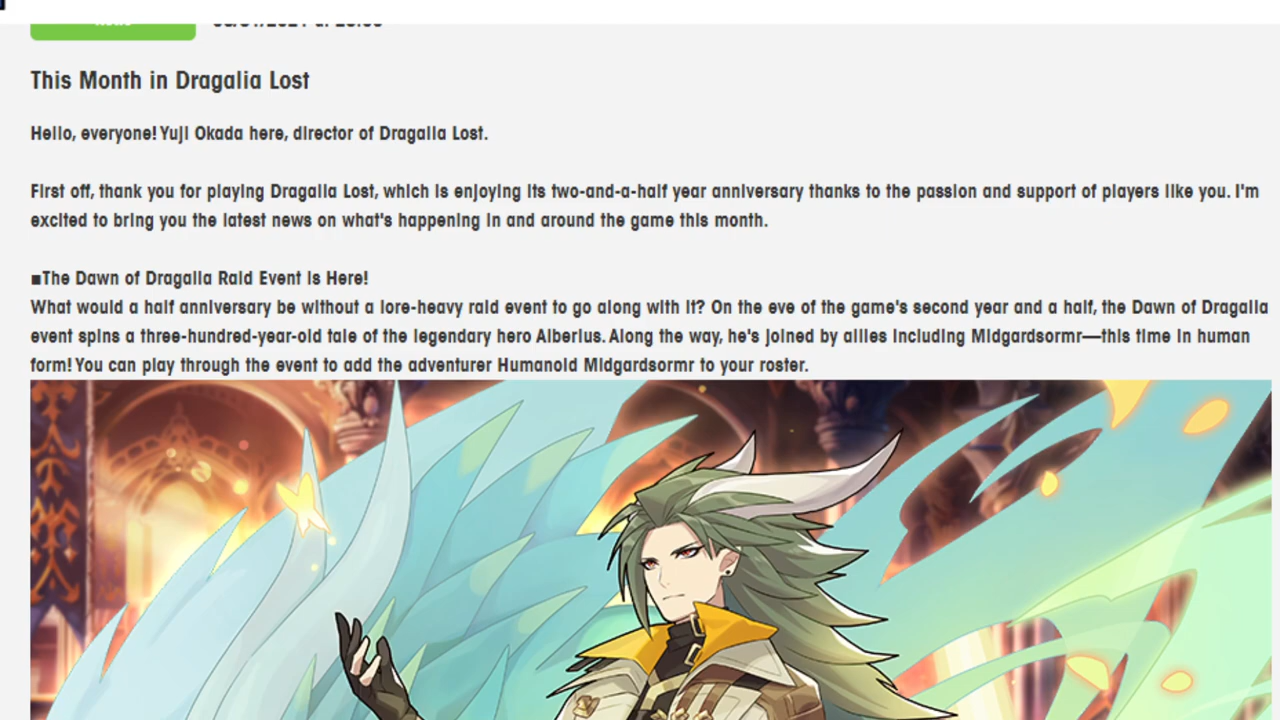 This Month in Dragalia Lost
Hello, everyone! Yuji Okada here, director of Dragalia Lost.
First off, thank you for playing Dragalia Lost, which is enjoying its two-and-a-half year anniversary thanks to the passion and support of players like you. I'm
excited to bring you the latest news on what's happening in and around the game this month.
■The Dawn of Dragalia Raid Event Is Here!
What would a half anniversary be without a lore-heavy raid event to go along with it? On the eve of the game's second year and a half, the Dawn of Dragalia
event spins a three-hundred-year-old tale of the legendary hero Alberius. Along the way, he's joined by allies including Midgardsormr—this time in human
form! You can play through the event to add the adventurer Humanoid Midgardsormr to your roster.